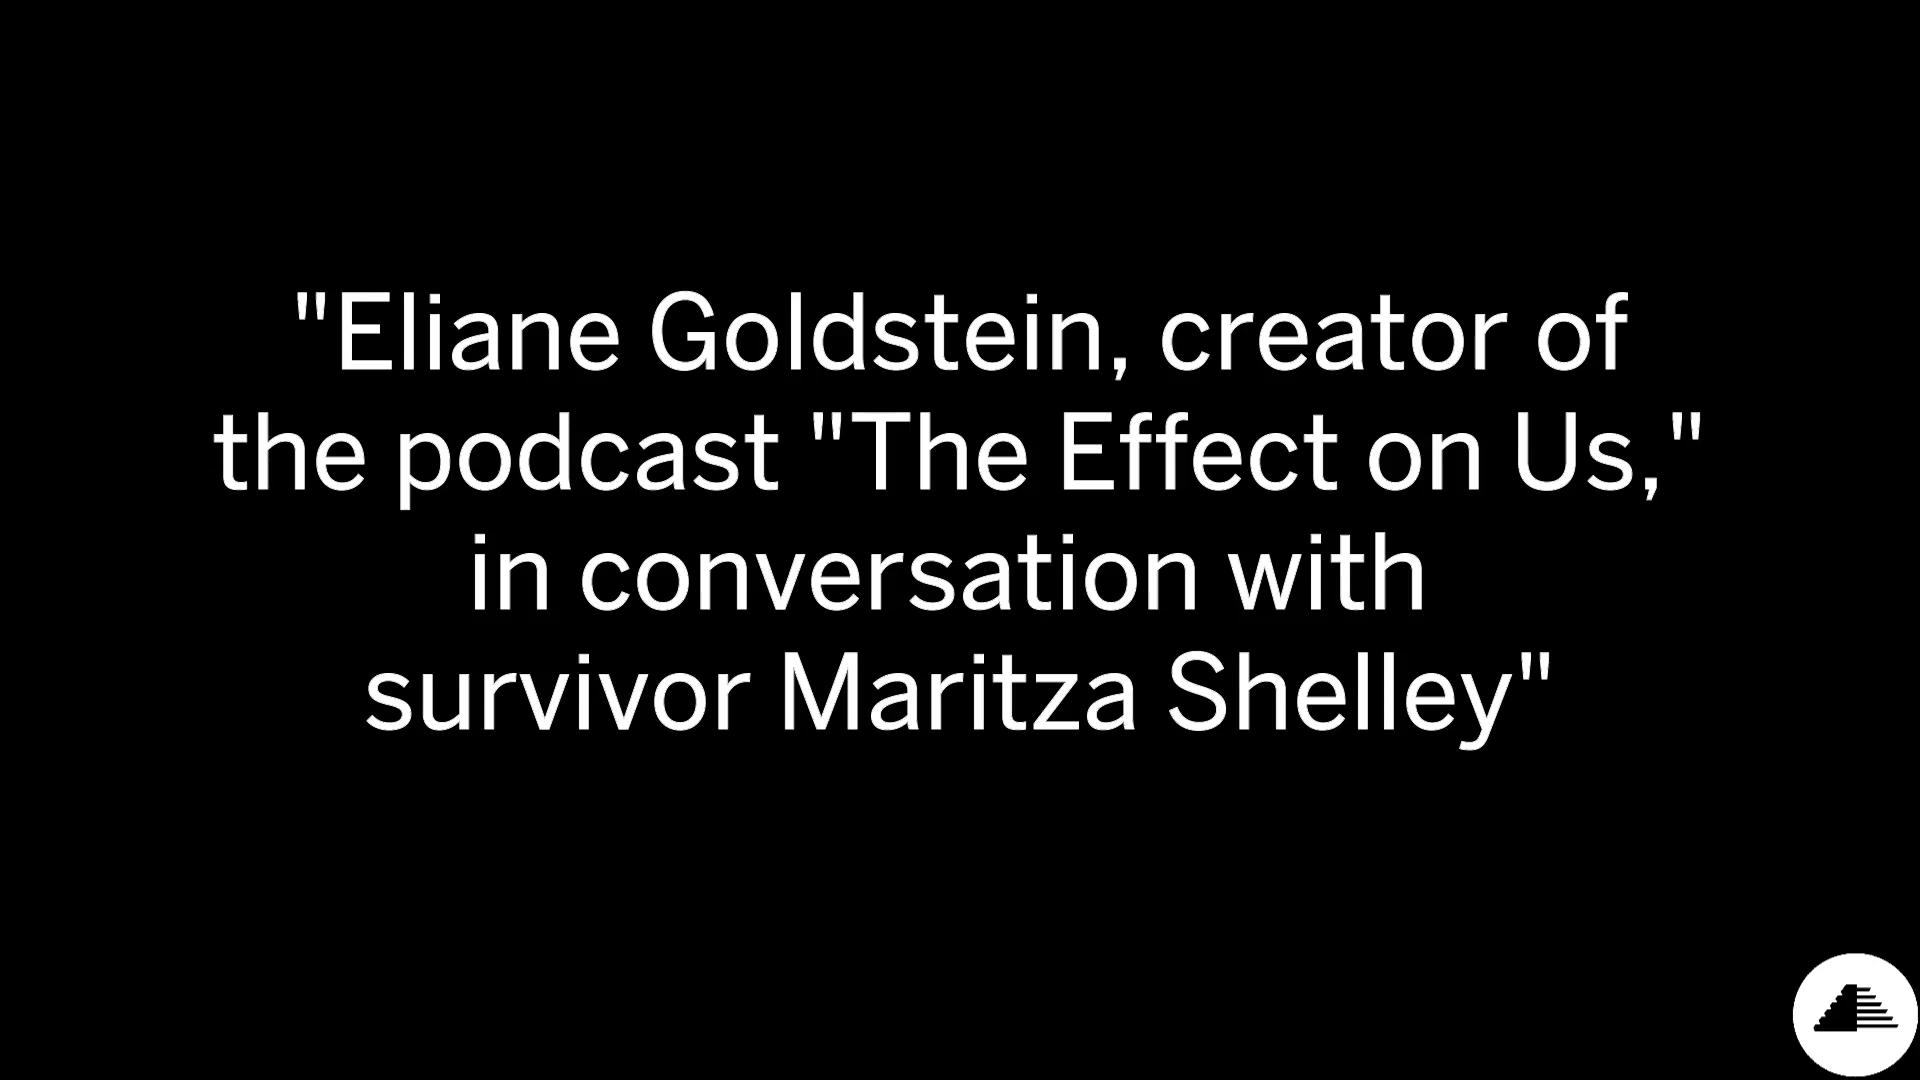 "Eliane Goldstein, creator of
the podcast "The Effect on Us,"
in conversation with
survivor Maritza Shelley"